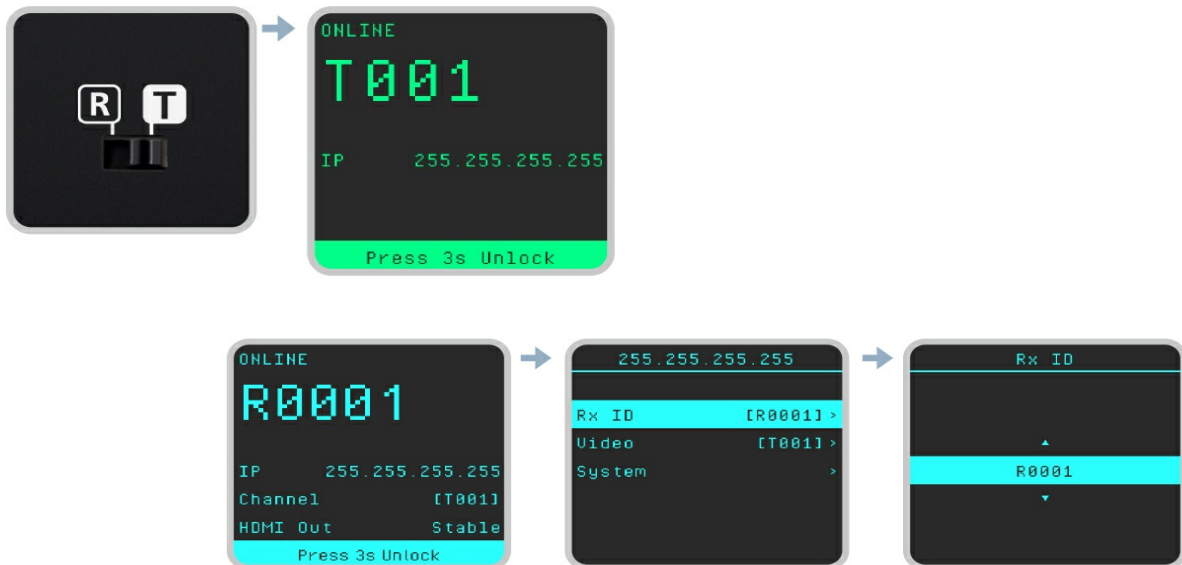 R T
ONLINE
T001
IP 255.255.255.255
Press 3s Unlock
ONLINE
R0001
IP 255.255.255.255
Channel [T001]
HDMI Out Stable
Press 3s Unlock
255.255.255.255
Rx ID [R0001] >
Video [T001] >
System >
Rx ID
R0001